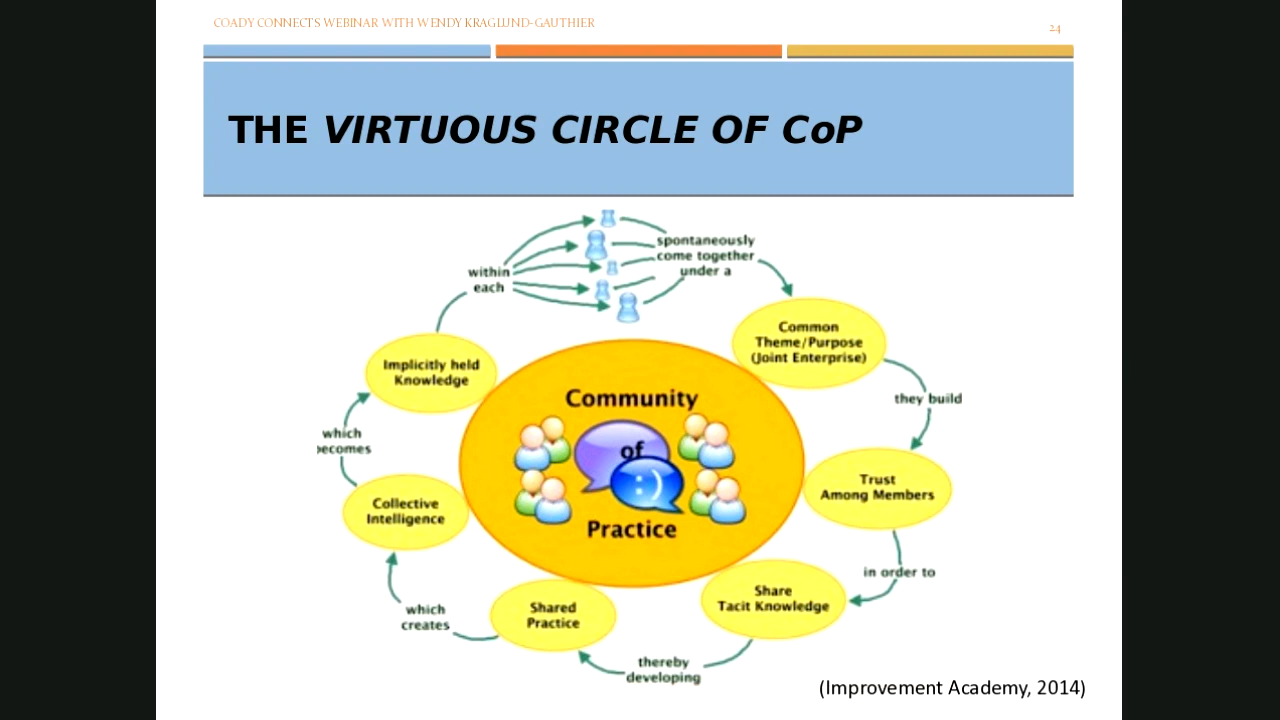 COADY CONNECTS WEBINAR WITH WENDY KRAGLUND-GAUTHIER
24
THE VIRTUOUS CIRCLE OF CoP
within
each
spontaneously
come together
under a
Common
Theme/Purpose
(Joint Enterprise)
they build
Trust
Among Members
in order to
Share
Tacit Knowledge
thereby
developing
Shared
Practice
which
creates
Collective
Intelligence
which
becomes
Implicitly held
Knowledge
Community
of
:)
Practice
(Improvement Academy, 2014)